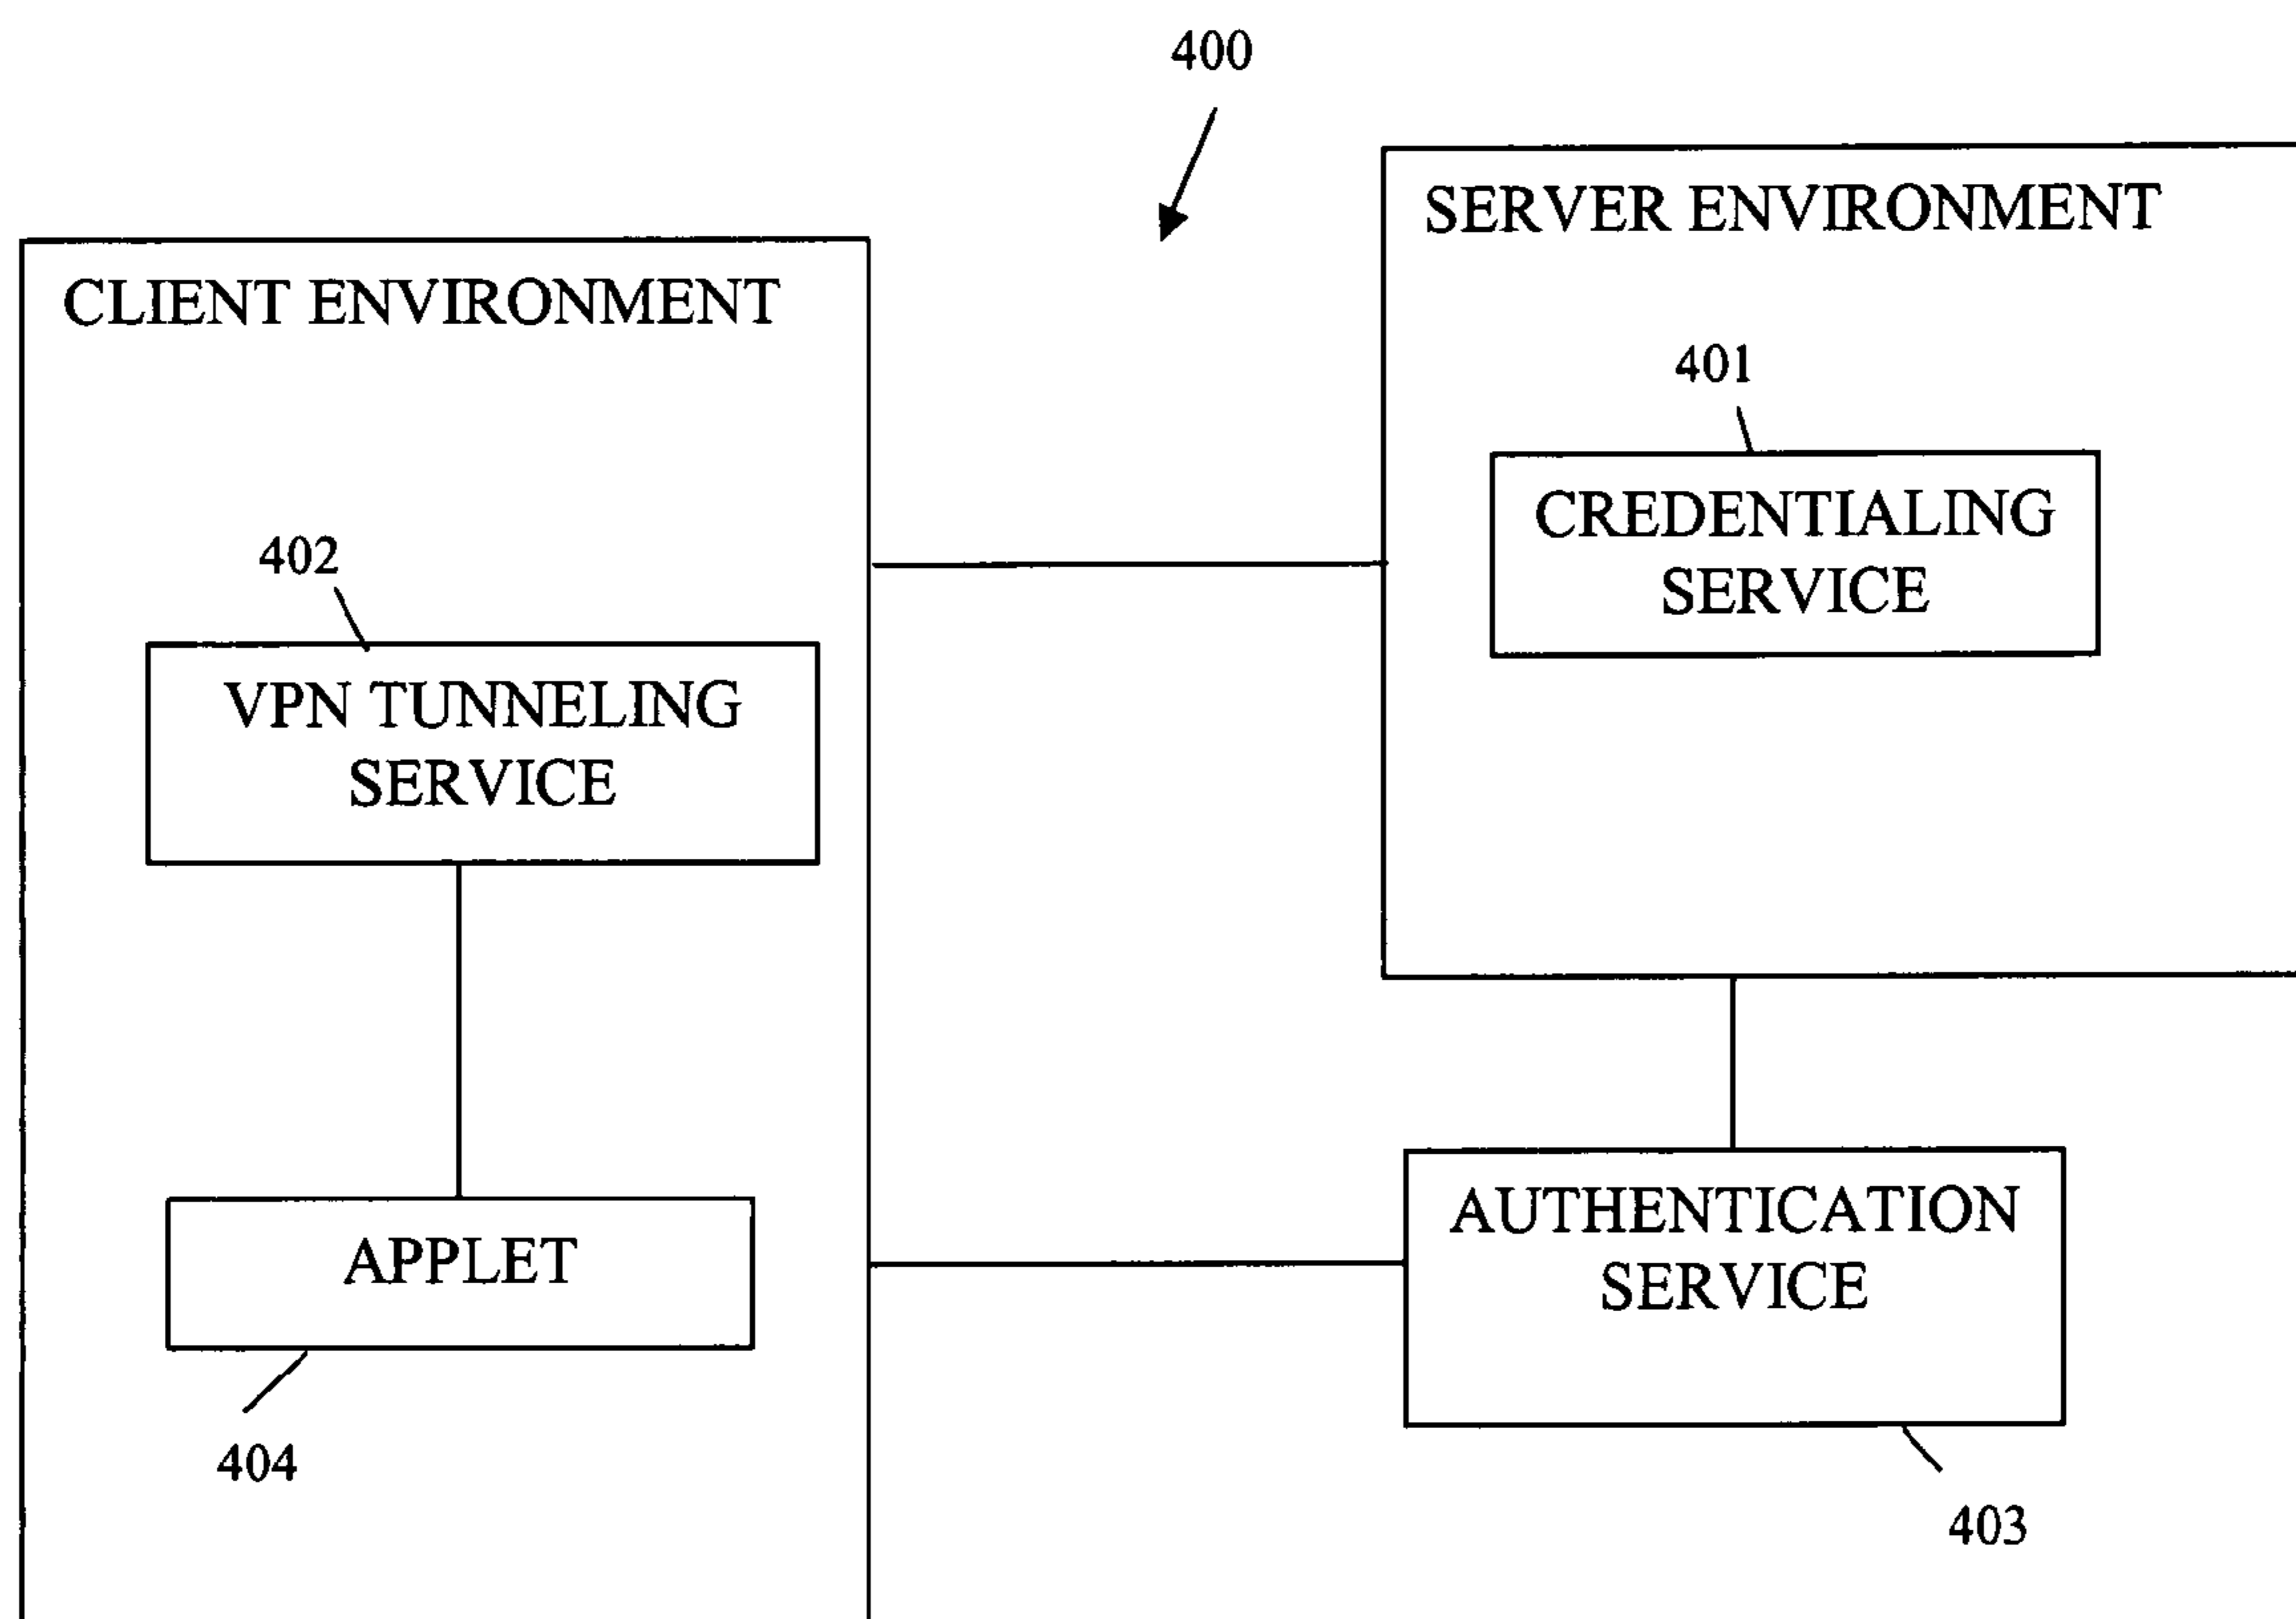 400
SERVER ENVIRONMENT
CLIENT ENVIRONMENT
401
CREDENTIALING
SERVICE
402
VPN TUNNELING
SERVICE
AUTHENTICATION
SERVICE
APPLET
404
403